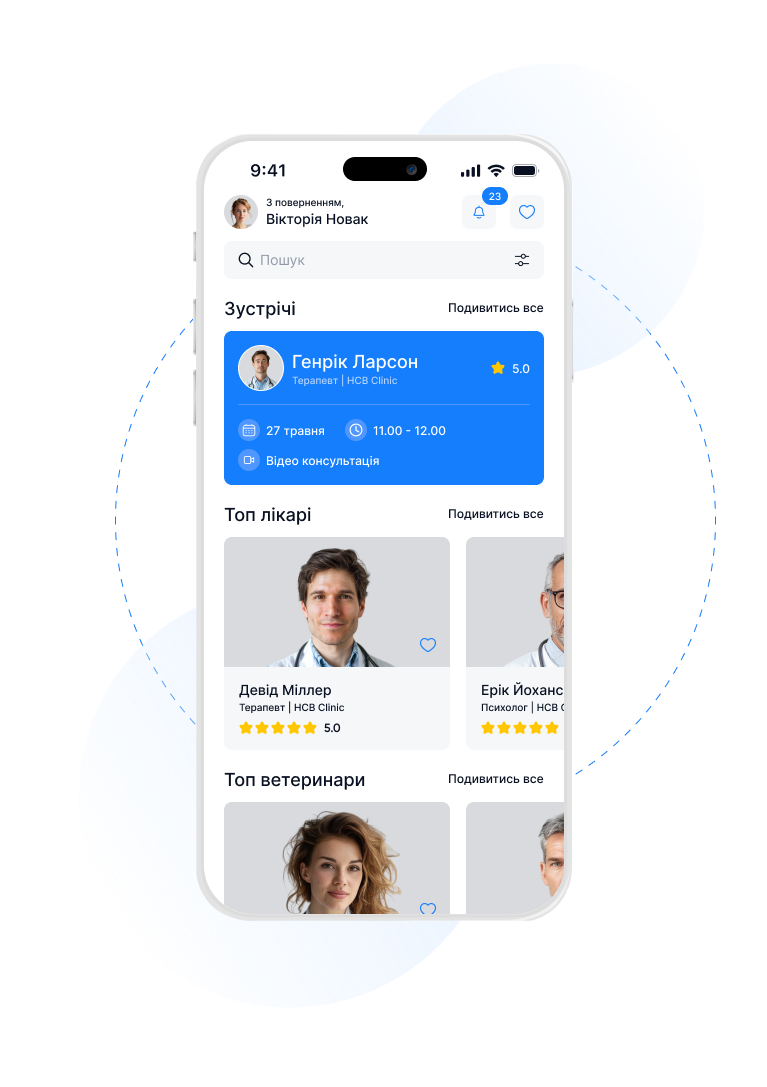 9:41
23
З поверненням,
Вікторія Новак
Пошук
Зустрічі Подивитись все
Генрік Ларсон 5.0
Терапевт | HCB Clinic
27 травня 11.00 - 12.00
Відео консультація
Топ лікарі Подивитись все
Девід Міллер
Терапевт | HCB Clinic
5.0
Ерік Йоханс
Психолог | HCB
Топ ветеринари Подивитись все